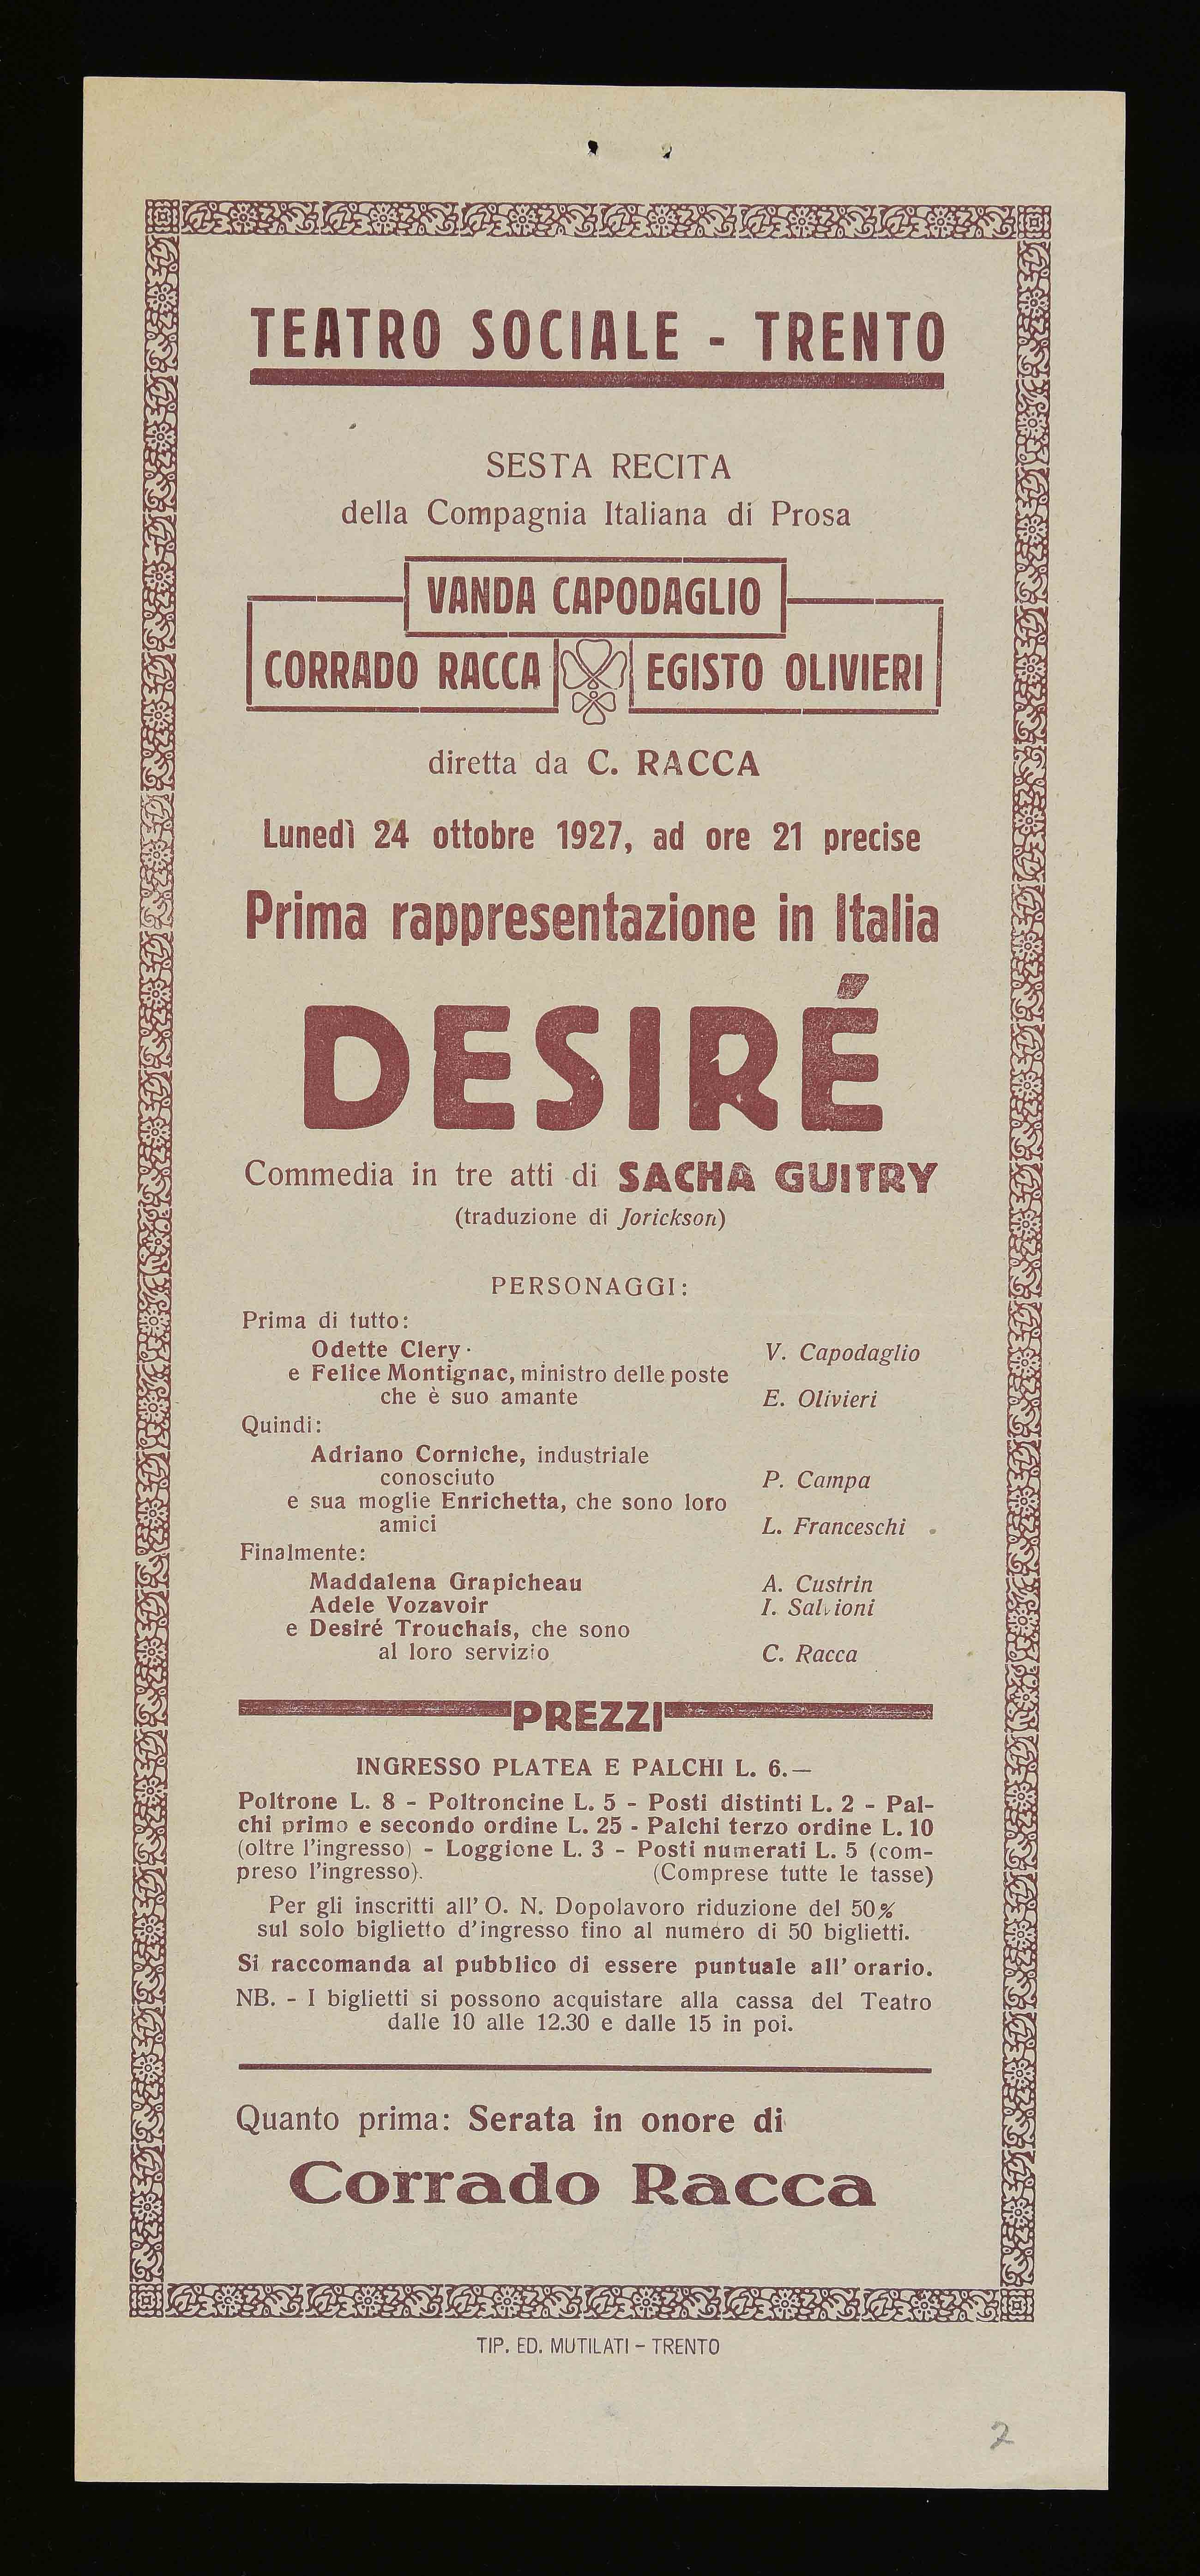 TEATRO SOCIALE - TRENTO
SESTA RECITA
della Compagnia Italiana di Prosa
VANDA CAPODAGLIO
CORRADO RACCA EGISTO OLIVIERI
diretta da C. RACCA
Lunedì 24 ottobre 1927, ad ore 21 precise
Prima rappresentazione in Italia
DESIRÉ
Commedia in tre atti di SACHA GUITRY
(traduzione di Jorickson)
PERSONAGGI:
Prima di tutto:
Odette Clery V. Capodaglio
e Felice Montignac, ministro delle poste
che è suo amante E. Olivieri
Quindi:
Adriano Corniche, industriale
conosciuto P. Campa
e sua moglie Enrichetta, che sono loro
amici L. Franceschi
Finalmente:
Maddalena Grapicheau A. Custrin
Adele Vozavoir I. Salvioni
e Desiré Trouchais, che sono
al loro servizio C. Racca
PREZZI
INGRESSO PLATEA E PALCHI L. 6.—
Poltrone L. 8 - Poltroncine L. 5 - Posti distinti L. 2 - Pal-
chi primo e secondo ordine L. 25 - Palchi terzo ordine L. 10
(oltre l'ingresso) - Loggione L. 3 - Posti numerati L. 5 (com-
preso l'ingresso). (Comprese tutte le tasse)
Per gli inscritti all' O. N. Dopolavoro riduzione del 50%
sul solo biglietto d'ingresso fino al numero di 50 biglietti.
Si raccomanda al pubblico di essere puntuale all' orario.
NB. - I biglietti si possono acquistare alla cassa del Teatro
dalle 10 alle 12.30 e dalle 15 in poi.
Quanto prima: Serata in onore di
Corrado Racca
TIP. ED. MUTILATI - TRENTO
2